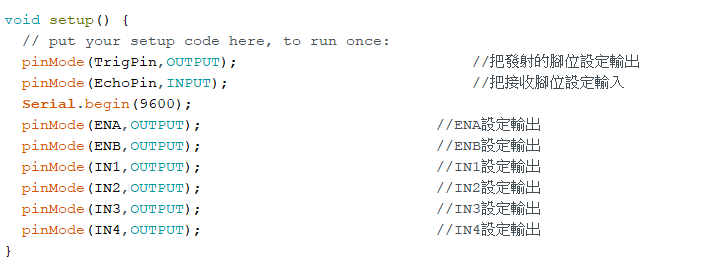 void setup() {
// put your setup code here, to run once:
pinMode(TrigPin,OUTPUT); //把發射的腳位設定輸出
pinMode(EchoPin,INPUT); //把接收腳位設定輸入
Serial.begin(9600);
pinMode(ENA,OUTPUT); //ENA設定輸出
pinMode(ENB,OUTPUT); //ENB設定輸出
pinMode(IN1,OUTPUT); //IN1設定輸出
pinMode(IN2,OUTPUT); //IN2設定輸出
pinMode(IN3,OUTPUT); //IN3設定輸出
pinMode(IN4,OUTPUT); //IN4設定輸出
}